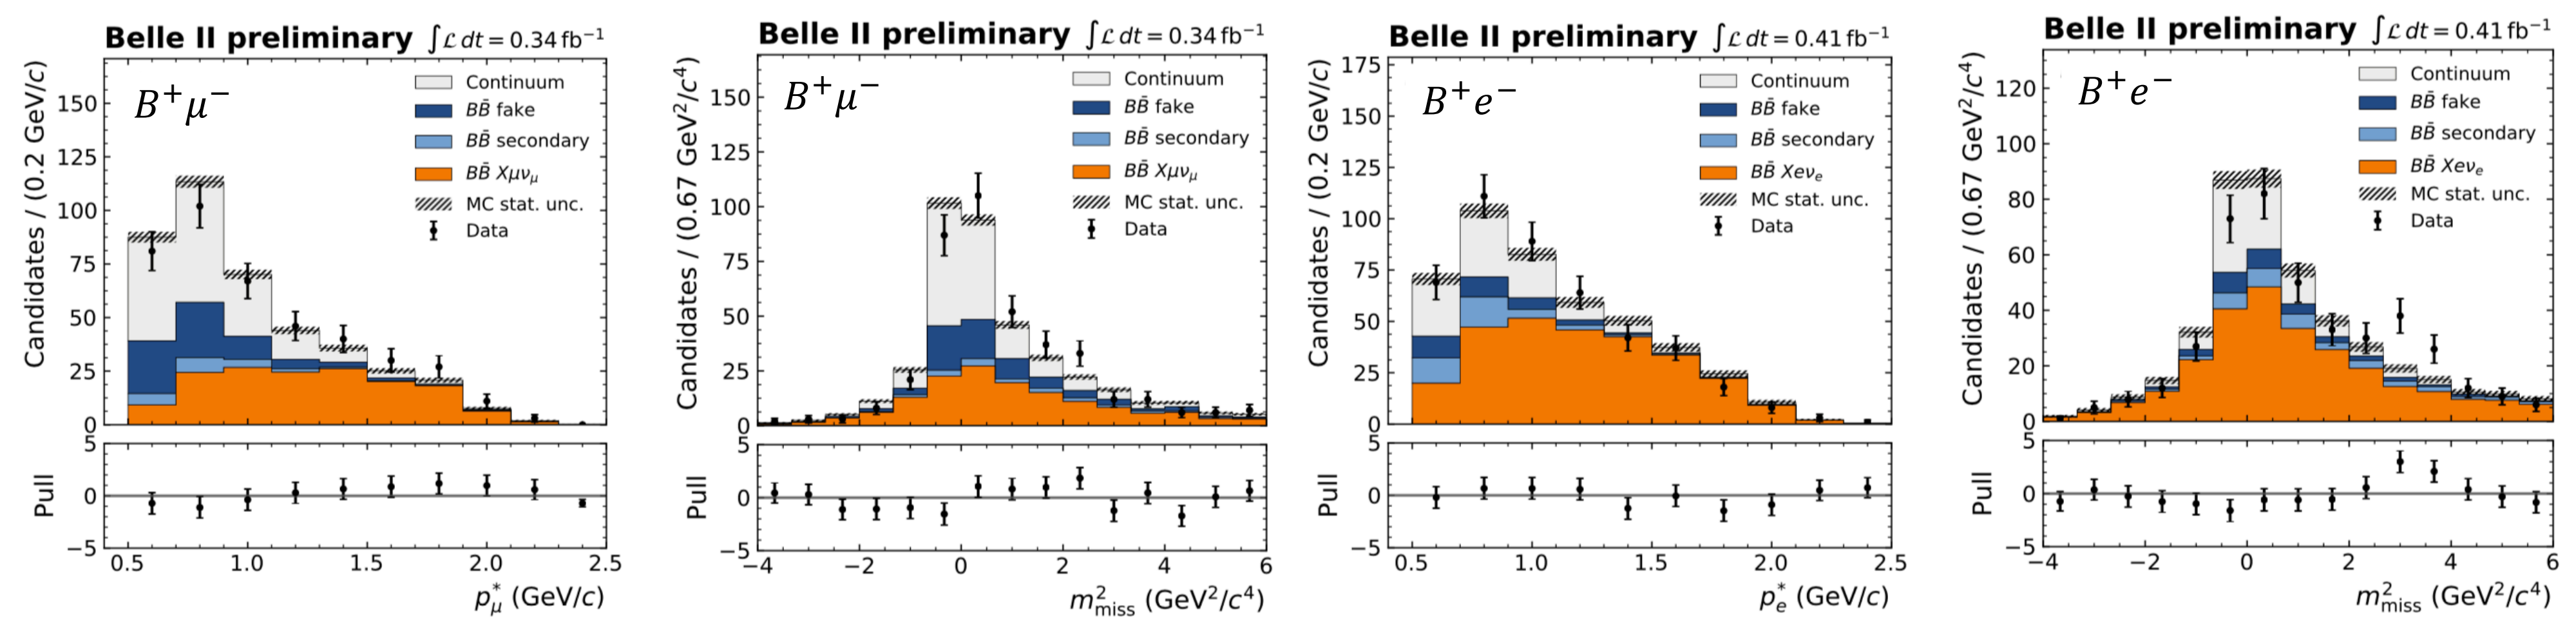 Belle II preliminary ∫ℒ dt = 0.34 fb⁻¹
B⁺μ⁻
Continuum
BB̄ fake
BB̄ secondary
BB̄ Xμν_μ
MC stat. unc.
Data
Candidates / (0.2 GeV/c)
150
125
100
75
50
25
0
Pull
5
0
−5
0.5 1.0 1.5 2.0 2.5
p*_μ (GeV/c)
Belle II preliminary ∫ℒ dt = 0.34 fb⁻¹
B⁺μ⁻
Continuum
BB̄ fake
BB̄ secondary
BB̄ Xμν_μ
MC stat. unc.
Data
Candidates / (0.67 GeV²/c⁴)
150
125
100
75
50
25
0
Pull
5
0
−5
−4 −2 0 2 4 6
m²_miss (GeV²/c⁴)
Belle II preliminary ∫ℒ dt = 0.41 fb⁻¹
B⁺e⁻
Continuum
BB̄ fake
BB̄ secondary
BB̄ Xeν_e
MC stat. unc.
Data
Candidates / (0.2 GeV/c)
175
150
125
100
75
50
25
0
Pull
5
0
−5
0.5 1.0 1.5 2.0 2.5
p*_e (GeV/c)
Belle II preliminary ∫ℒ dt = 0.41 fb⁻¹
B⁺e⁻
Continuum
BB̄ fake
BB̄ secondary
BB̄ Xeν_e
MC stat. unc.
Data
Candidates / (0.67 GeV²/c⁴)
120
100
80
60
40
20
0
Pull
5
0
−5
−4 −2 0 2 4 6
m²_miss (GeV²/c⁴)